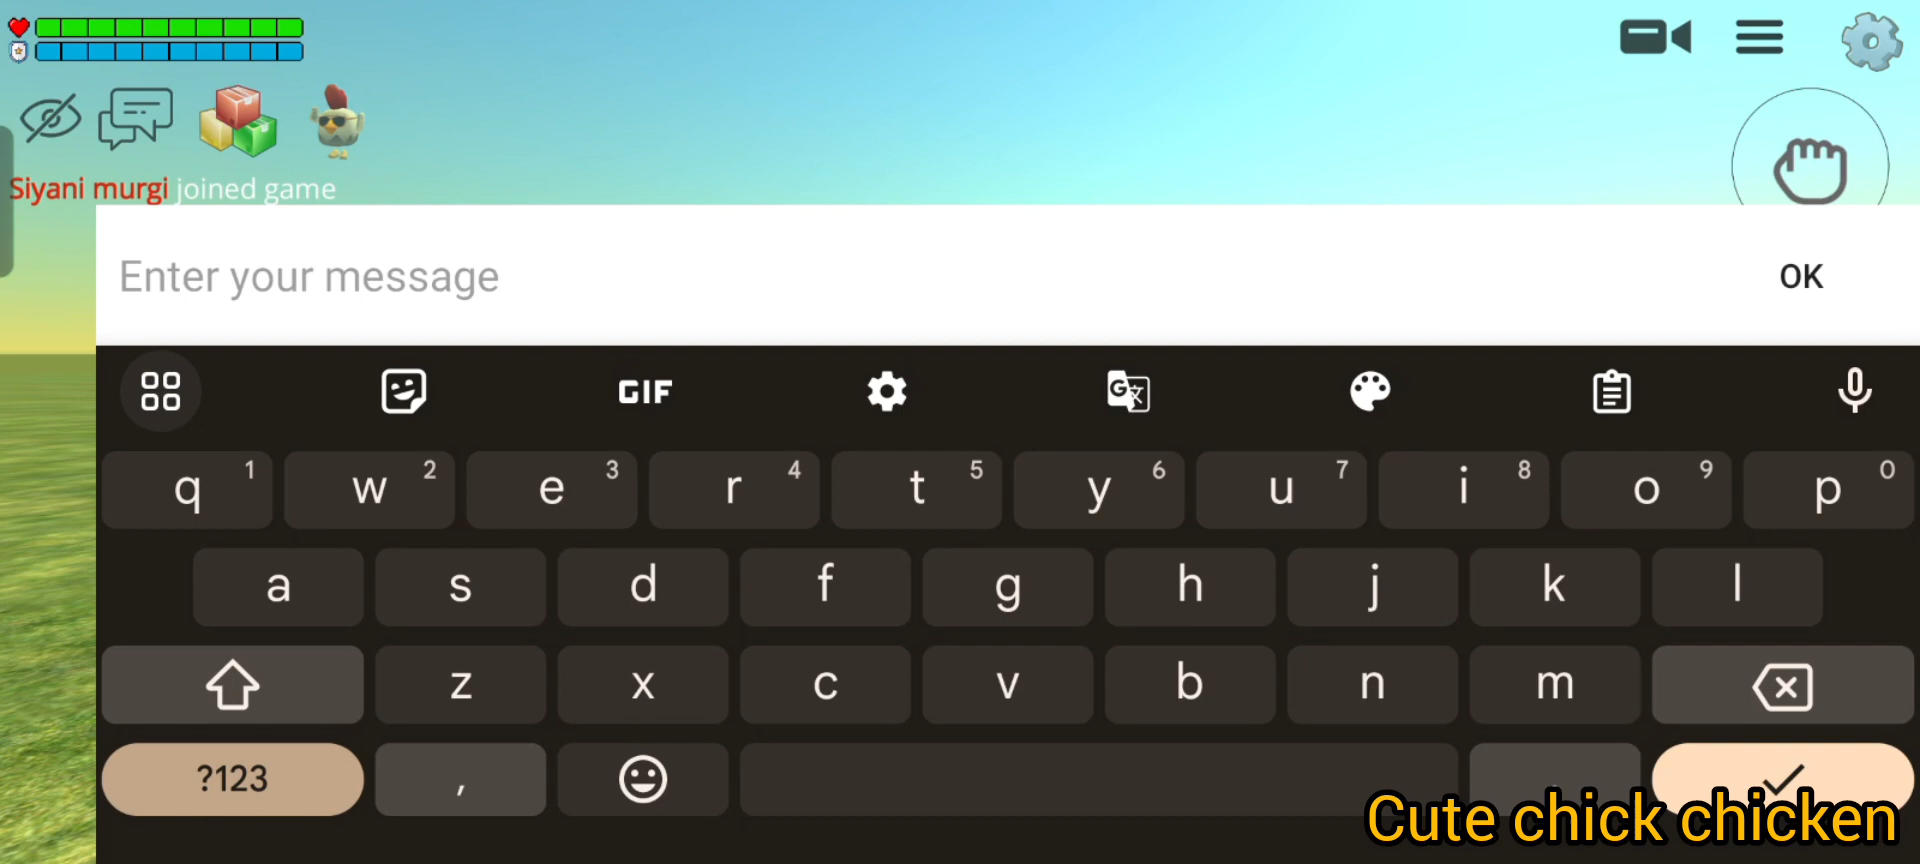 Siyani murgi joined game
Enter your message
OK
GIF
q 1 w 2 e 3 r 4 t 5 y 6 u 7 i 8 o 9 p 0
a s d f g h j k l
z x c v b n m
?123 ,
Cute chick chicken